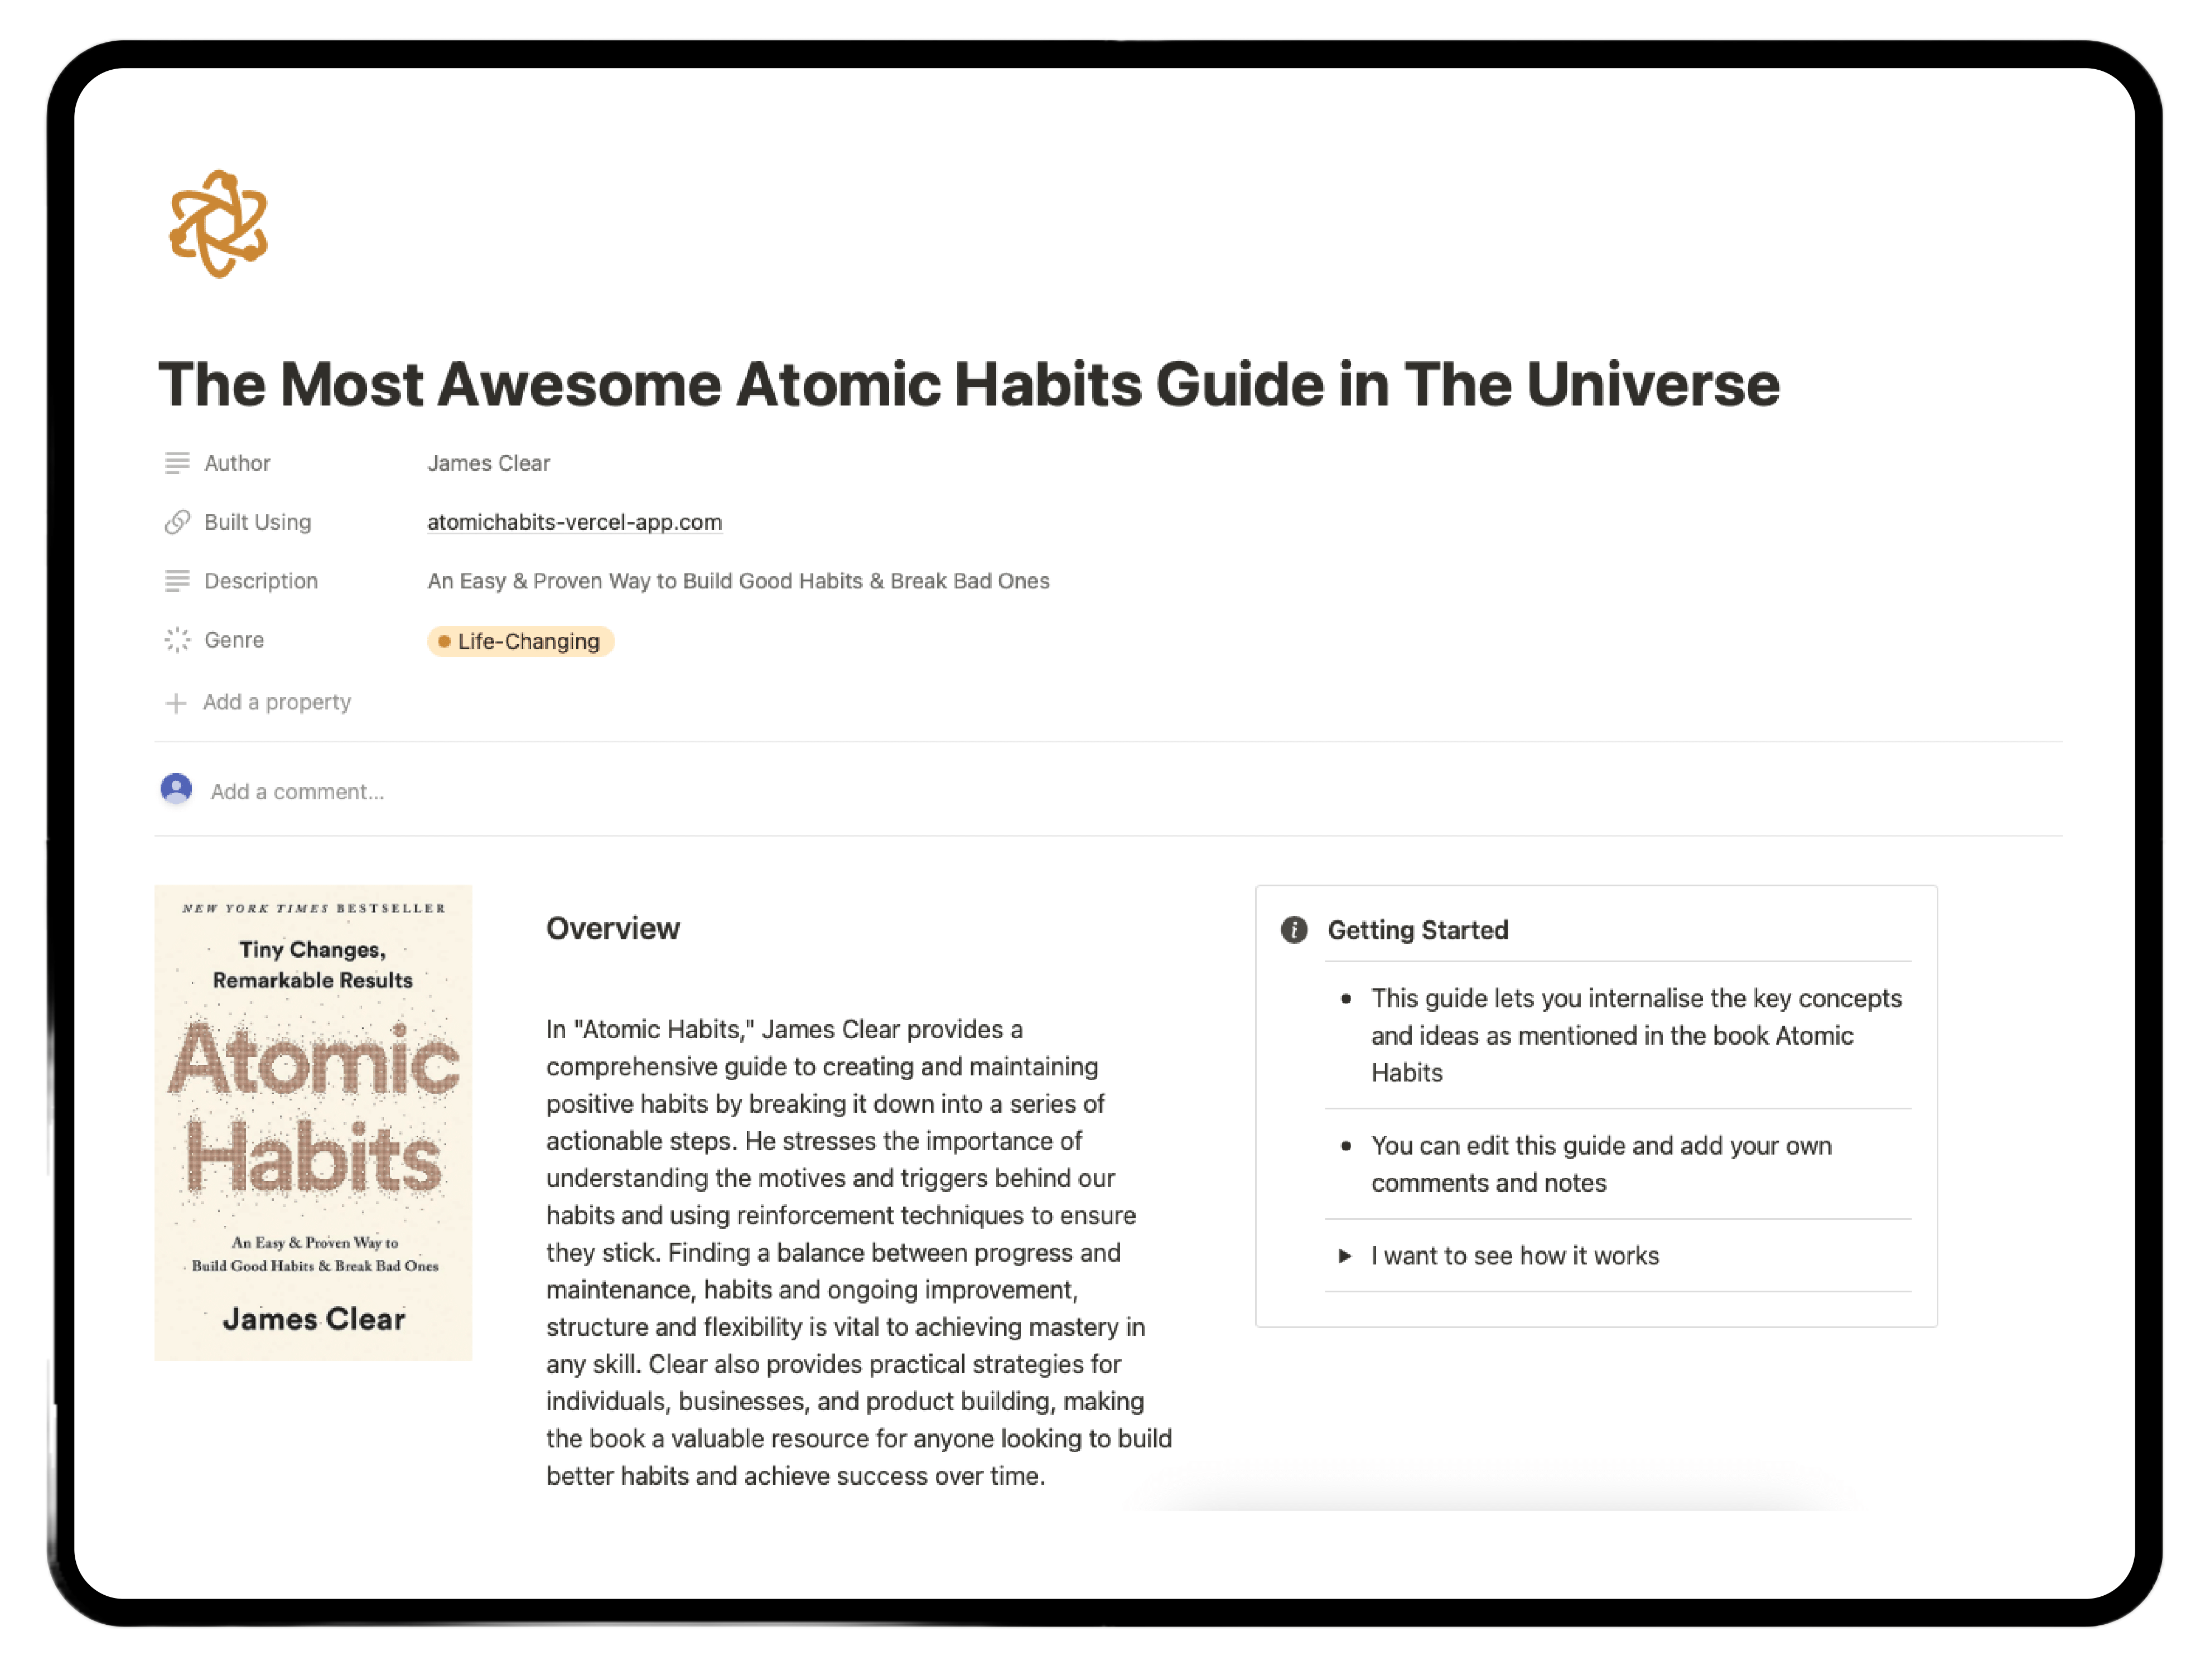 The Most Awesome Atomic Habits Guide in The Universe
Author James Clear
Built Using atomichabits-vercel-app.com
Description An Easy & Proven Way to Build Good Habits & Break Bad Ones
Genre Life-Changing
Add a property
Add a comment...
NEW YORK TIMES BESTSELLER
Tiny Changes,
Remarkable Results
Atomic
Habits
An Easy & Proven Way to
Build Good Habits & Break Bad Ones
James Clear
Overview
In "Atomic Habits," James Clear provides a
comprehensive guide to creating and maintaining
positive habits by breaking it down into a series of
actionable steps. He stresses the importance of
understanding the motives and triggers behind our
habits and using reinforcement techniques to ensure
they stick. Finding a balance between progress and
maintenance, habits and ongoing improvement,
structure and flexibility is vital to achieving mastery in
any skill. Clear also provides practical strategies for
individuals, businesses, and product building, making
the book a valuable resource for anyone looking to build
better habits and achieve success over time.
Getting Started
• This guide lets you internalise the key concepts
and ideas as mentioned in the book Atomic
Habits
• You can edit this guide and add your own
comments and notes
I want to see how it works